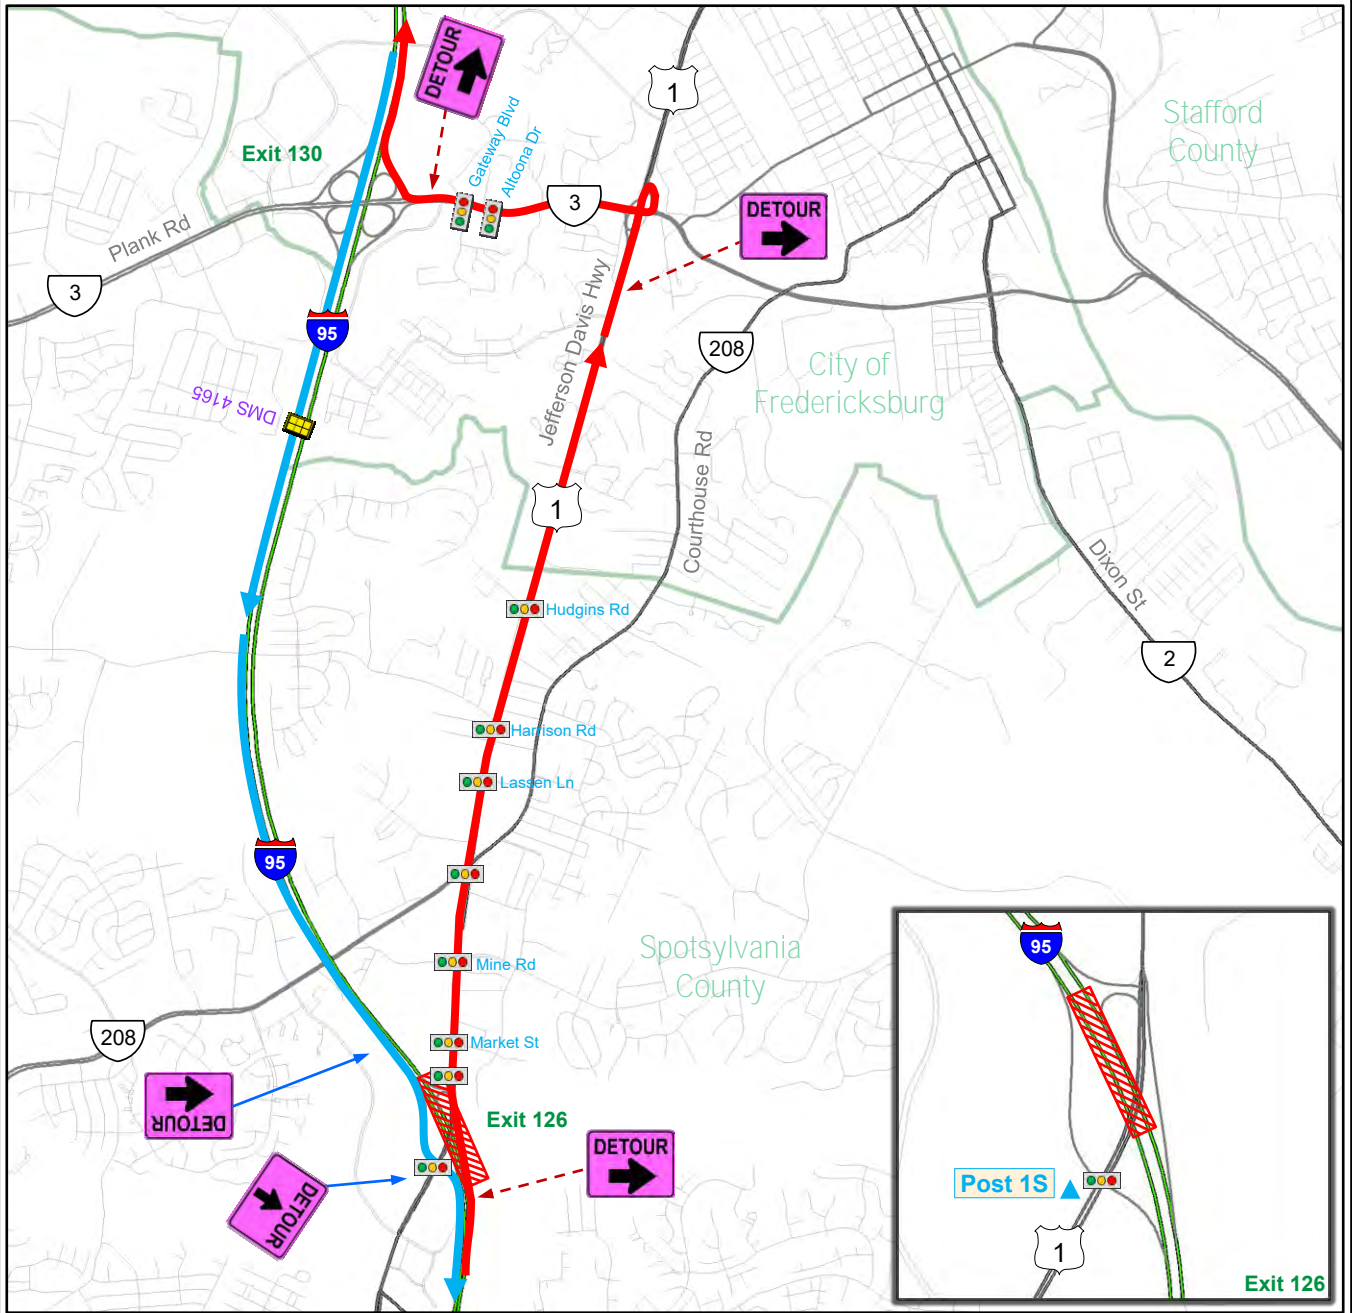 DETOUR
1
Stafford
County
Gateway Blvd
Altoona Dr
Exit 130
3
DETOUR
Plank Rd
3
Jefferson Davis Hwy
95
208
City of
Fredericksburg
DMS 4165
Courthouse Rd
1
Dixon St
Hudgins Rd
2
Harrison Rd
Lassen Ln
95
Spotsylvania
County
Mine Rd
95
208
Market St
DETOUR
Exit 126
DETOUR
DETOUR
Post 1S
1
Exit 126